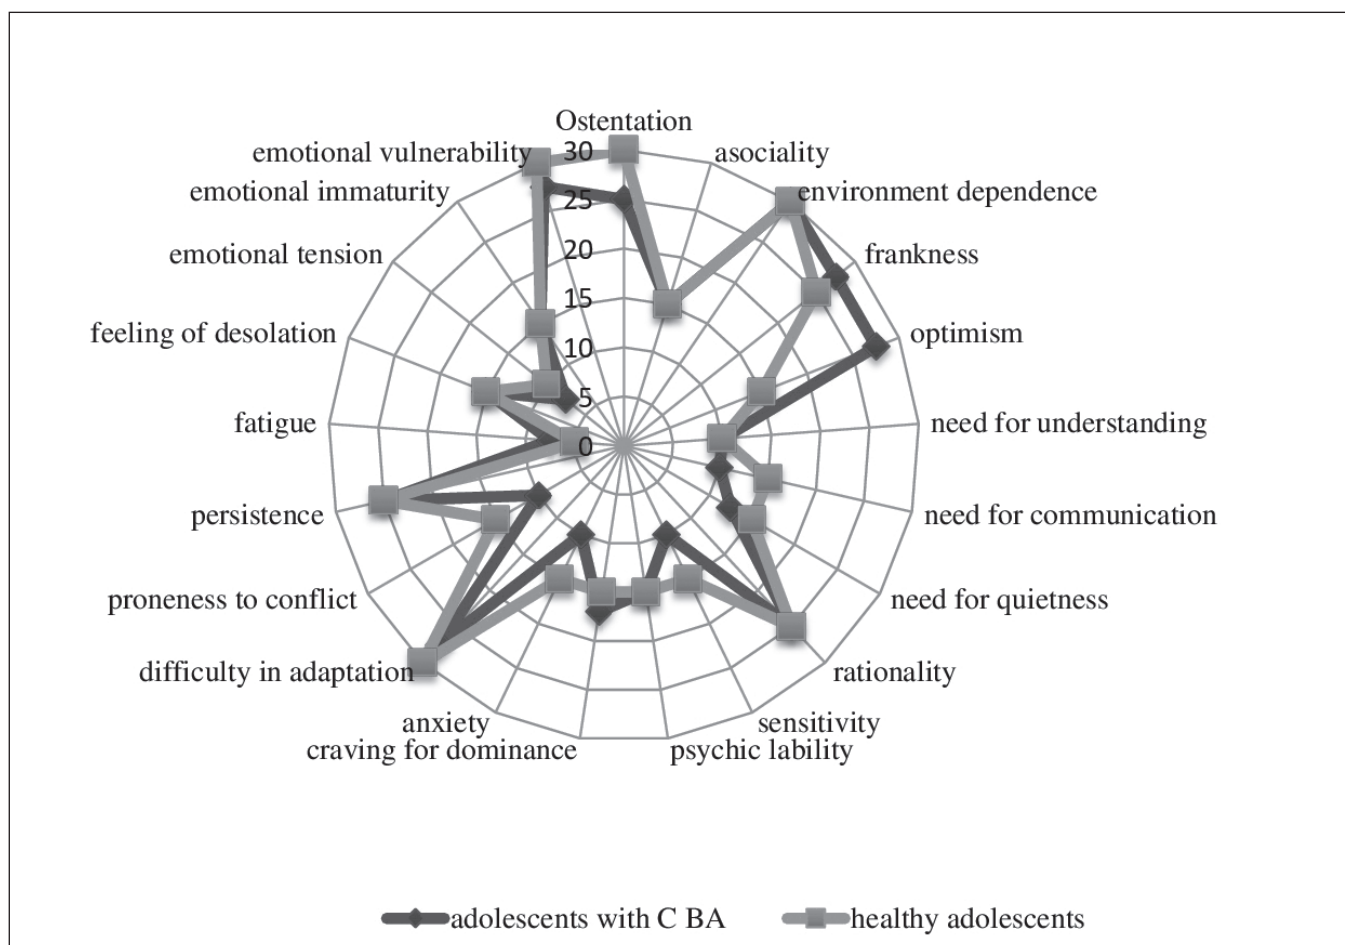 Ostentation
asociality
environment dependence
frankness
optimism
need for understanding
need for communication
need for quietness
rationality
sensitivity
psychic lability
craving for dominance
anxiety
difficulty in adaptation
proneness to conflict
persistence
fatigue
feeling of desolation
emotional tension
emotional immaturity
emotional vulnerability
30
25
20
15
10
5
0
adolescents with C BA
healthy adolescents